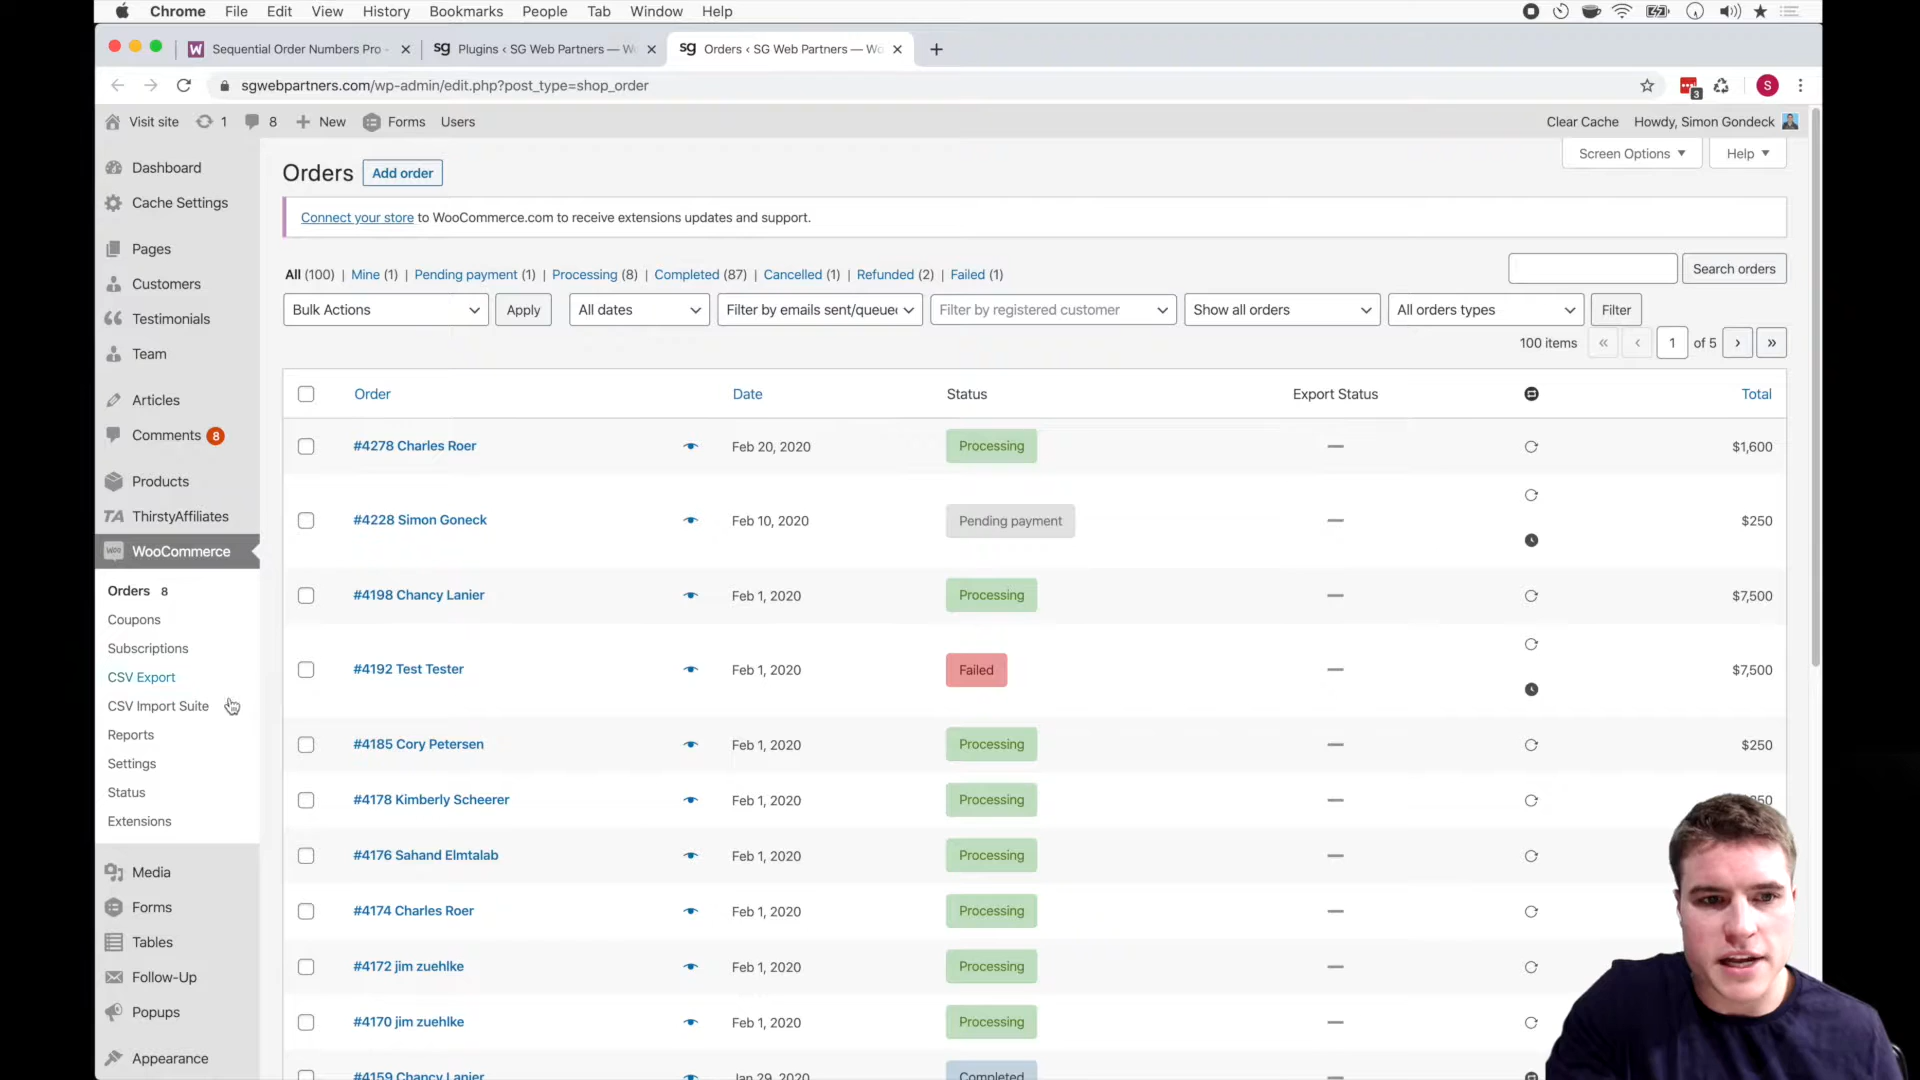 Chrome File Edit View History Bookmarks People Tab Window Help
Sequential Order Numbers Pro - Plugins ‹ SG Web Partners — Wo Orders ‹ SG Web Partners — Wo
sgwebpartners.com/wp-admin/edit.php?post_type=shop_order 3 S
Visit site 1 8 New Forms Users Clear Cache Howdy, Simon Gondeck
Screen Options Help
Dashboard
Cache Settings
Pages
Customers
Testimonials
Team
Articles
Comments 8
Products
TA ThirstyAffiliates
WooCommerce
Orders 8
Coupons
Subscriptions
CSV Export
CSV Import Suite
Reports
Settings
Status
Extensions
Media
Forms
Tables
Follow-Up
Popups
Appearance
Orders Add order
Connect your store to WooCommerce.com to receive extensions updates and support.
All (100) | Mine (1) | Pending payment (1) | Processing (8) | Completed (87) | Cancelled (1) | Refunded (2) | Failed (1)
Search orders
Bulk Actions Apply All dates Filter by emails sent/queue Filter by registered customer Show all orders All orders types Filter
100 items « ‹ 1 of 5 › »
Order Date Status Export Status Total
#4278 Charles Roer Feb 20, 2020 Processing — $1,600
#4228 Simon Goneck Feb 10, 2020 Pending payment — $250
#4198 Chancy Lanier Feb 1, 2020 Processing — $7,500
#4192 Test Tester Feb 1, 2020 Failed — $7,500
#4185 Cory Petersen Feb 1, 2020 Processing — $250
#4178 Kimberly Scheerer Feb 1, 2020 Processing —
#4176 Sahand Elmtalab Feb 1, 2020 Processing —
#4174 Charles Roer Feb 1, 2020 Processing —
#4172 jim zuehlke Feb 1, 2020 Processing —
#4170 jim zuehlke Feb 1, 2020 Processing —
#4159 Chancy Lanier Jan 29, 2020 Completed